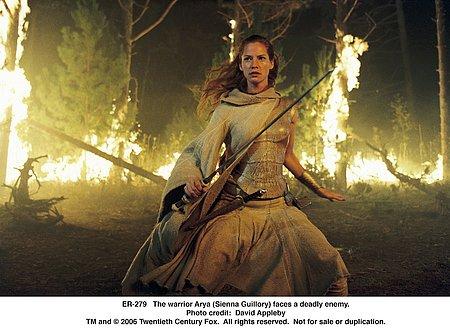 ER-279 The warrior Arya (Sienna Guillory) faces a deadly enemy.
Photo credit: David Appleby
TM and © 2006 Twentieth Century Fox. All rights reserved. Not for sale or duplication.